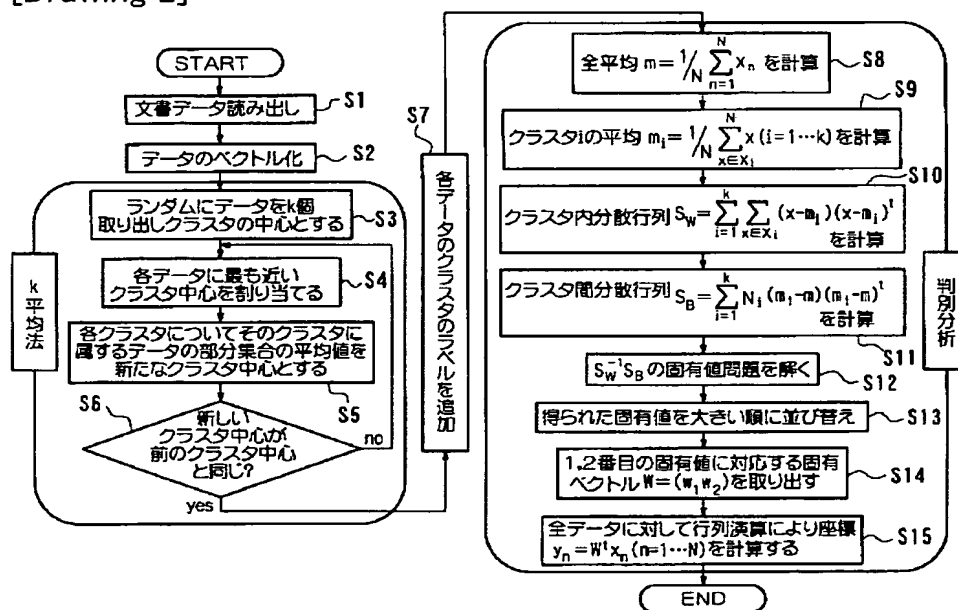 [Drawing 2]
START
文書データ読み出し
S1
データのベクトル化
S2
ランダムにデータをk個
取り出しクラスタの中心とする
S3
各データに最も近い
クラスタ中心を割り当てる
S4
各クラスタについてそのクラスタに
属するデータの部分集合の平均値を
新たなクラスタ中心とする
S5
S6
新しい
クラスタ中心が
前のクラスタ中心
と同じ?
no
yes
k平均法
S7
各データのクラスタのラベルを追加
全平均 m = 1/N Σ_{n=1}^{N} x_n を計算
S8
S9
クラスタiの平均 m_i = 1/N Σ_{x∈X_i}^{N} x (i=1…k) を計算
S10
クラスタ内分散行列 S_W = Σ_{i=1}^{k} Σ_{x∈X_i} (x-m_i)(x-m_i)^t
を計算
クラスタ間分散行列 S_B = Σ_{i=1}^{k} N_i (m_i-m)(m_i-m)^t
を計算
S11
S_W^{-1}S_B の固有値問題を解く
S12
得られた固有値を大きい順に並び替え
S13
1,2番目の固有値に対応する固有
ベクトル W=(w_1w_2)を取り出す
S14
全データに対して行列演算により座標
y_n=W^t x_n (n=1…N)を計算する
S15
判別分析
END